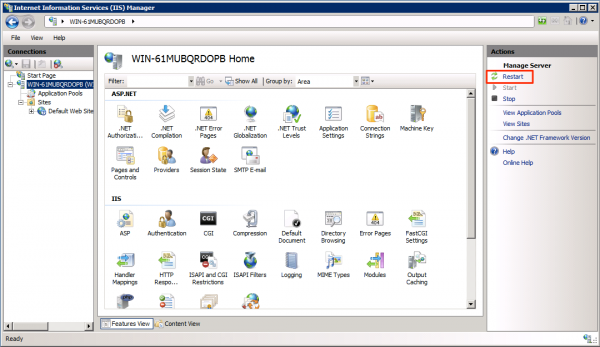 Internet Information Services (IIS) Manager
WIN-61MUBQRDOPB
File View Help
Connections
Start Page
WIN-61MUBQRDOPB (W
Application Pools
Sites
Default Web Site
WIN-61MUBQRDOPB Home
Filter: Go Show All Group by: Area
ASP.NET
.NET Authorizati...
.NET Compilation
.NET Error Pages
.NET Globalization
.NET Trust Levels
Application Settings
Connection Strings
Machine Key
Pages and Controls
Providers
Session State
SMTP E-mail
IIS
ASP
Authentication
CGI
Compression
Default Document
Directory Browsing
Error Pages
FastCGI Settings
Handler Mappings
HTTP Respo...
ISAPI and CGI Restrictions
ISAPI Filters
Logging
MIME Types
Modules
Output Caching
Features View Content View
Actions
Manage Server
Restart
Start
Stop
View Application Pools
View Sites
Change .NET Framework Version
Help
Online Help
Ready